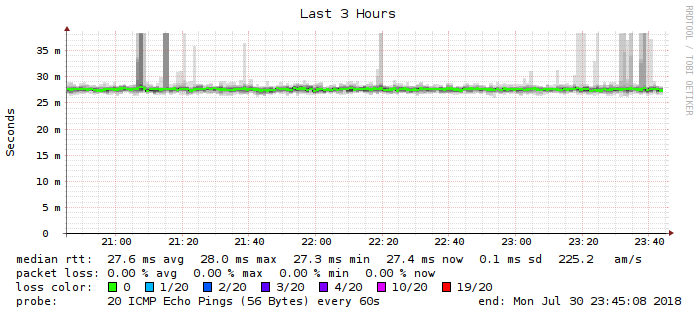 Last 3 Hours
RRDTOOL / TOBI OETIKER
Seconds
35 m
30 m
25 m
20 m
15 m
10 m
5 m
0
21:00 21:20 21:40 22:00 22:20 22:40 23:00 23:20 23:40
median rtt: 27.6 ms avg 28.0 ms max 27.3 ms min 27.4 ms now 0.1 ms sd 225.2 am/s
packet loss: 0.00 % avg 0.00 % max 0.00 % min 0.00 % now
loss color: 0 1/20 2/20 3/20 4/20 10/20 19/20
probe: 20 ICMP Echo Pings (56 Bytes) every 60s end: Mon Jul 30 23:45:08 2018